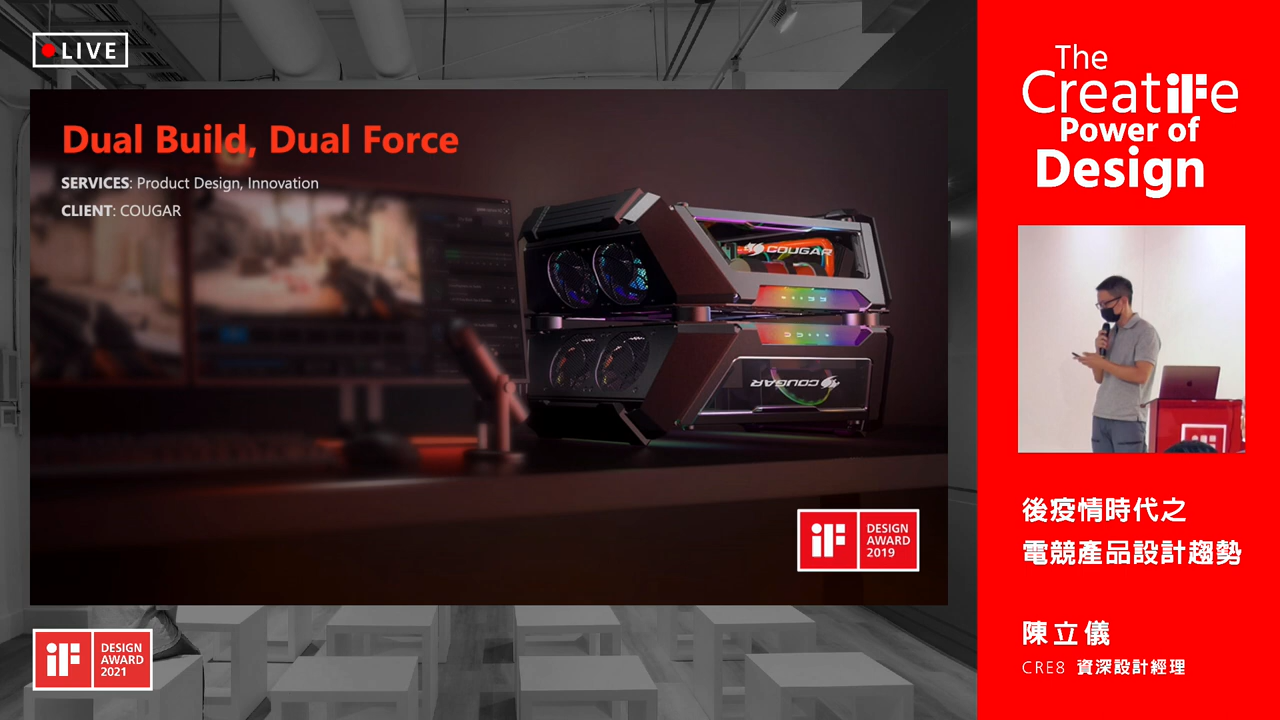 LIVE
Dual Build, Dual Force
SERVICES: Product Design, Innovation
CLIENT: COUGAR
COUGAR
COUGAR
iF DESIGN
AWARD
2019
iF DESIGN
AWARD
2021
The
Creatife
Power of
Design
iF
後疫情時代之
電競產品設計趨勢
陳立儀
CRE8 資深設計經理